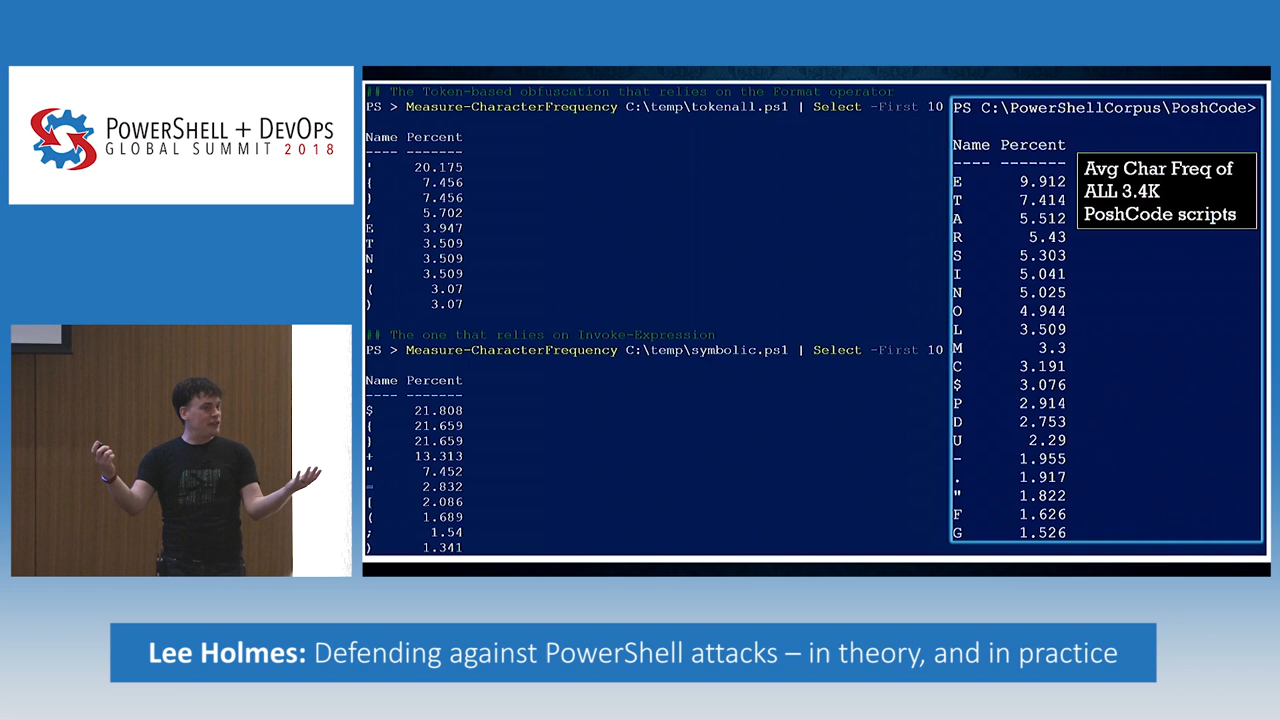 POWERSHELL + DEVOPS
GLOBAL SUMMIT 2018
## The Token-based obfuscation that relies on the Format operator
PS > Measure-CharacterFrequency C:\temp\tokenall.ps1 | Select -First 10
Name Percent
---- -------
' 20.175
{ 7.456
} 7.456
, 5.702
E 3.947
T 3.509
N 3.509
" 3.509
( 3.07
) 3.07
## The one that relies on Invoke-Expression
PS > Measure-CharacterFrequency C:\temp\symbolic.ps1 | Select -First 10
Name Percent
---- -------
$ 21.808
{ 21.659
} 21.659
+ 13.313
" 7.452
= 2.832
[ 2.086
( 1.689
; 1.54
) 1.341
PS C:\PowerShellCorpus\PoshCode>
Name Percent
---- -------
E 9.912
T 7.414
A 5.512
R 5.43
S 5.303
I 5.041
N 5.025
O 4.944
L 3.509
M 3.3
C 3.191
$ 3.076
P 2.914
D 2.753
U 2.29
- 1.955
. 1.917
" 1.822
F 1.626
G 1.526
Avg Char Freq of
ALL 3.4K
PoshCode scripts
Lee Holmes: Defending against PowerShell attacks – in theory, and in practice